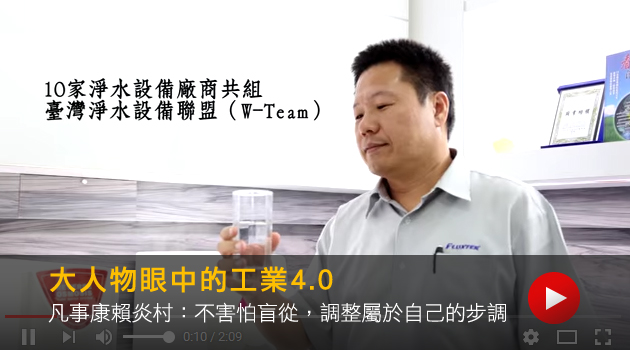 10家淨水設備廠商共組
臺灣淨水設備聯盟（W-Team）
FLUXTEK
大人物眼中的工業4.0
凡事康賴炎村：不害怕盲從，調整屬於自己的步調
0:10 / 2:09